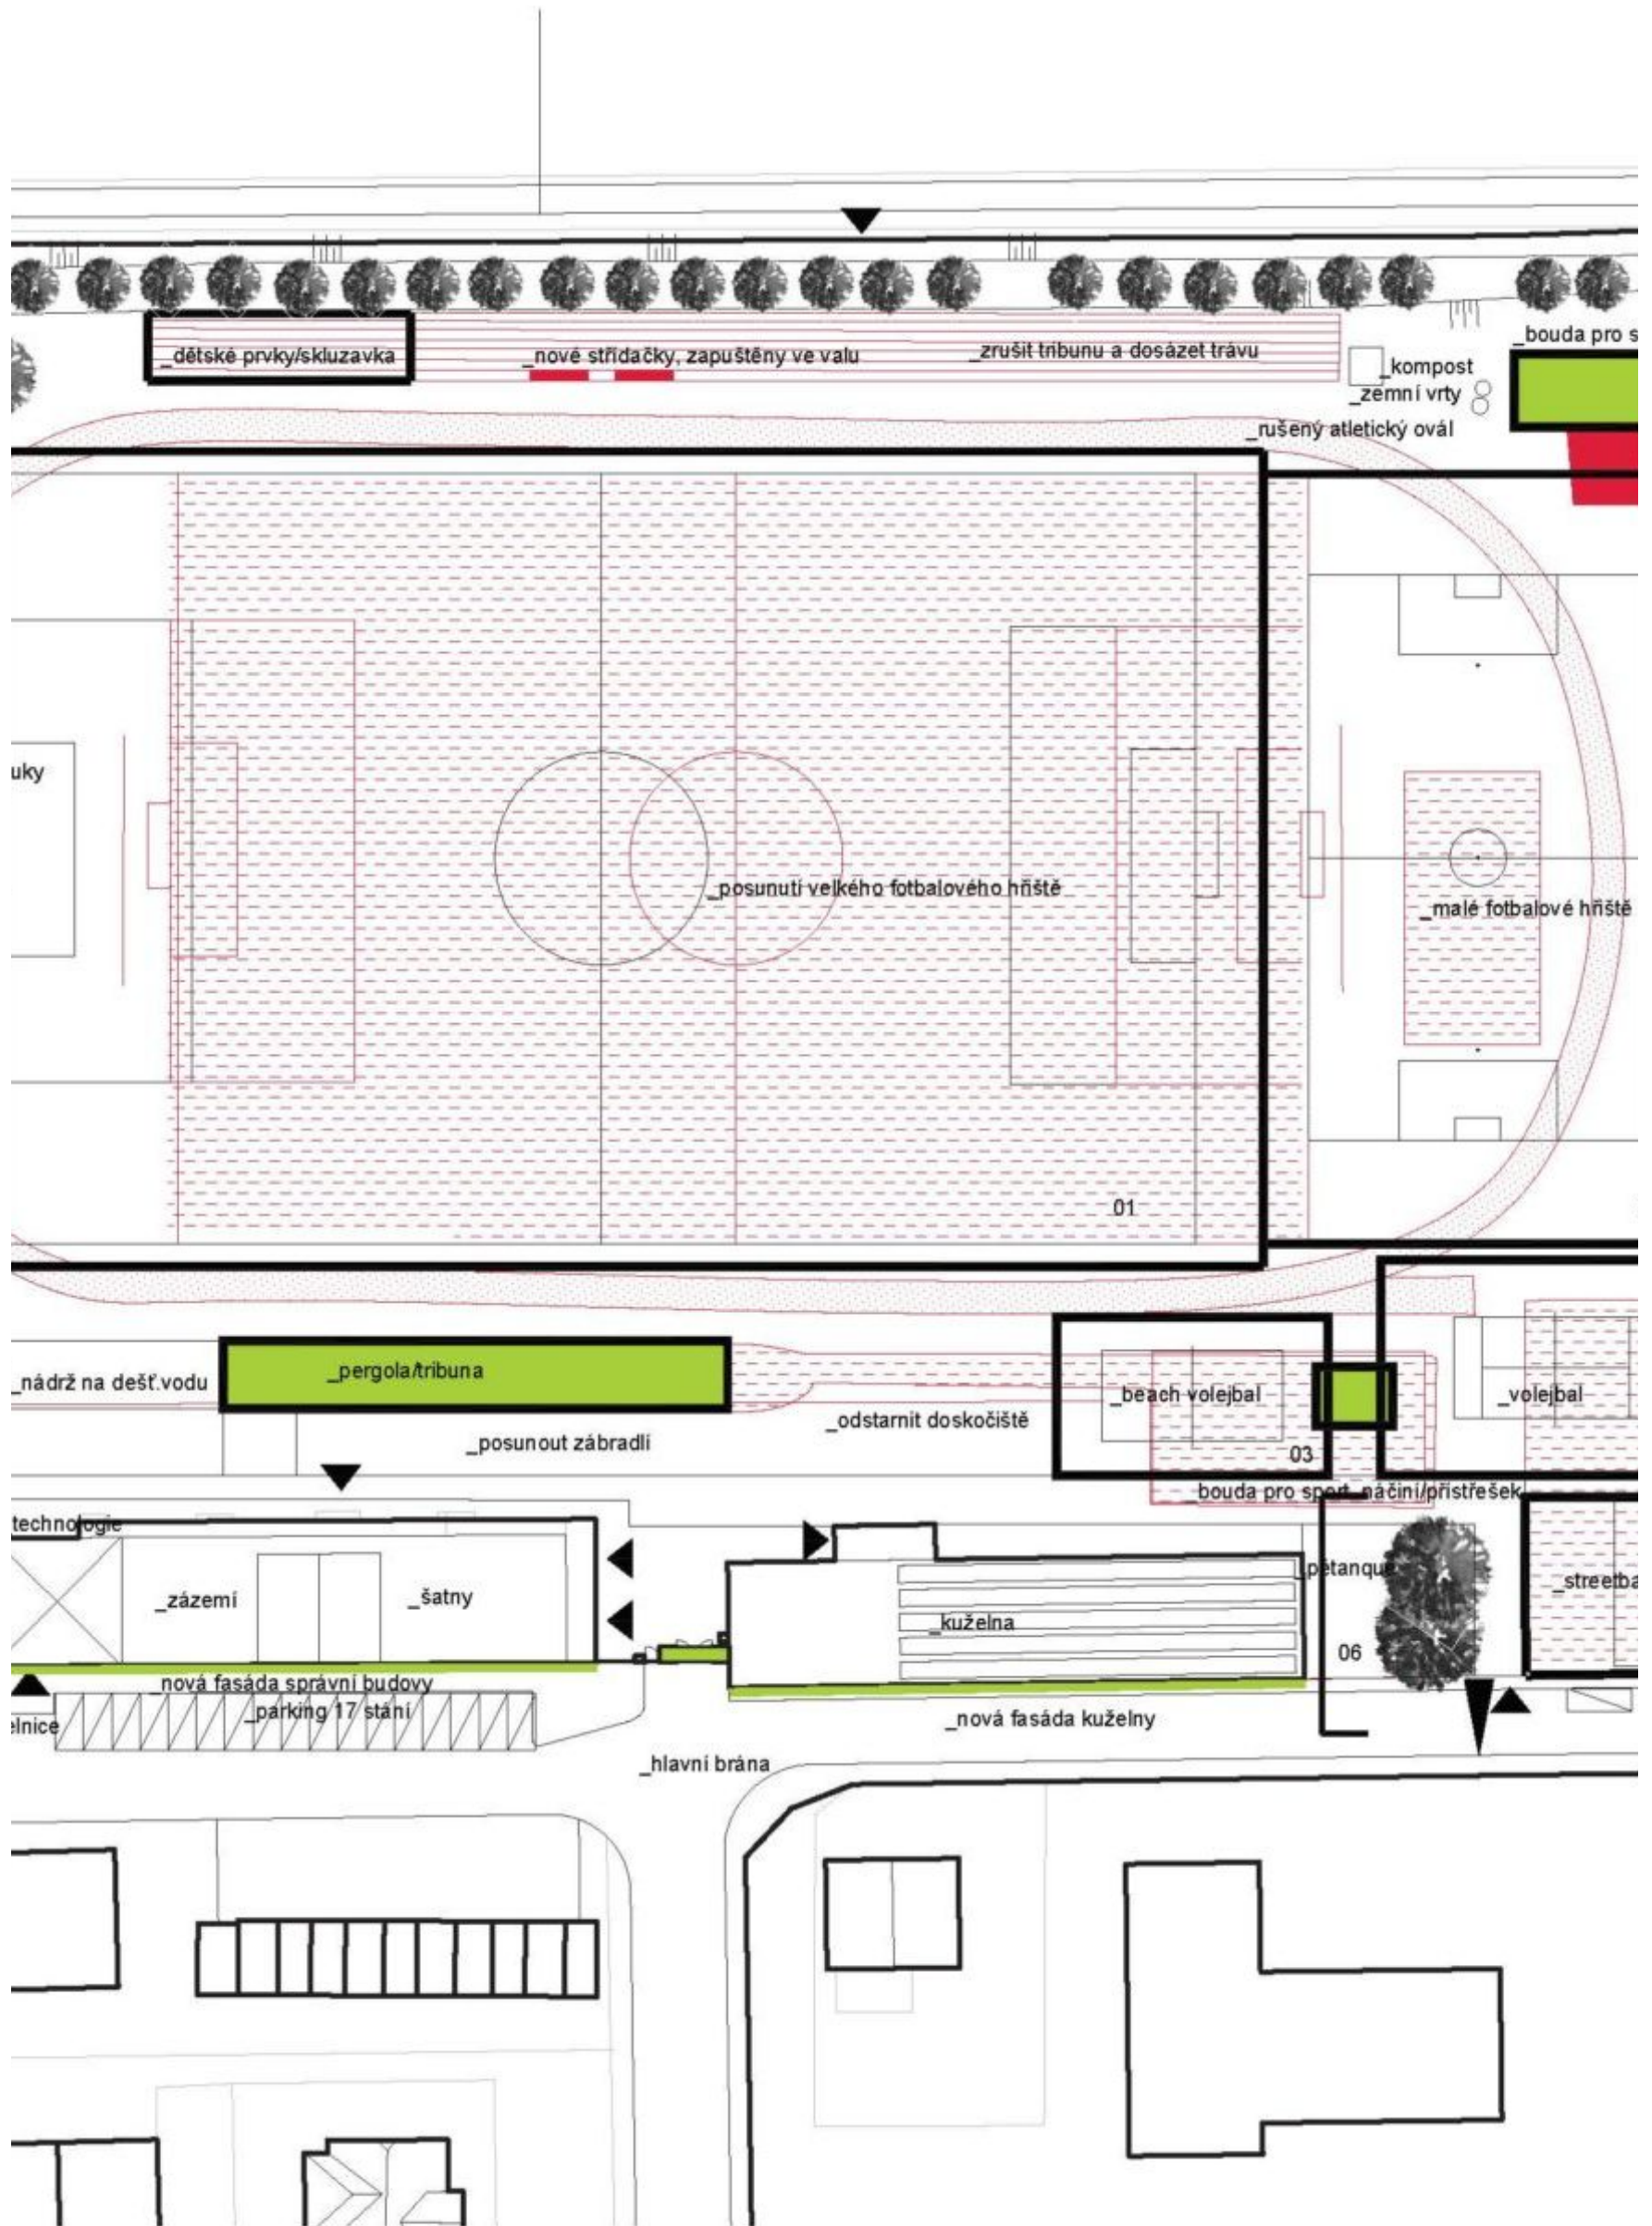 _bouda pro s
_dětské prvky/skluzavka
_nové střídačky, zapuštěny ve valu
_zrušit tribunu a dosázet trávu
_kompost
_zemní vrty
_rušený atletický ovál
uky
_posunutí velkého fotbalového hřiště
_malé fotbalové hřiště
01
_pergola/tribuna
_nádrž na dešť.vodu
_beach volejbal
_volejbal
_odstarnit doskočiště
_posunout zábradlí
03
_bouda pro sport. náčiní/přístřešek
technologie
_pétanque
_streetba
_zázemí
_šatny
_kuželna
06
_nová fasáda správní budovy
_parking 17 stání
elnice
_nová fasáda kuželny
_hlavní brána